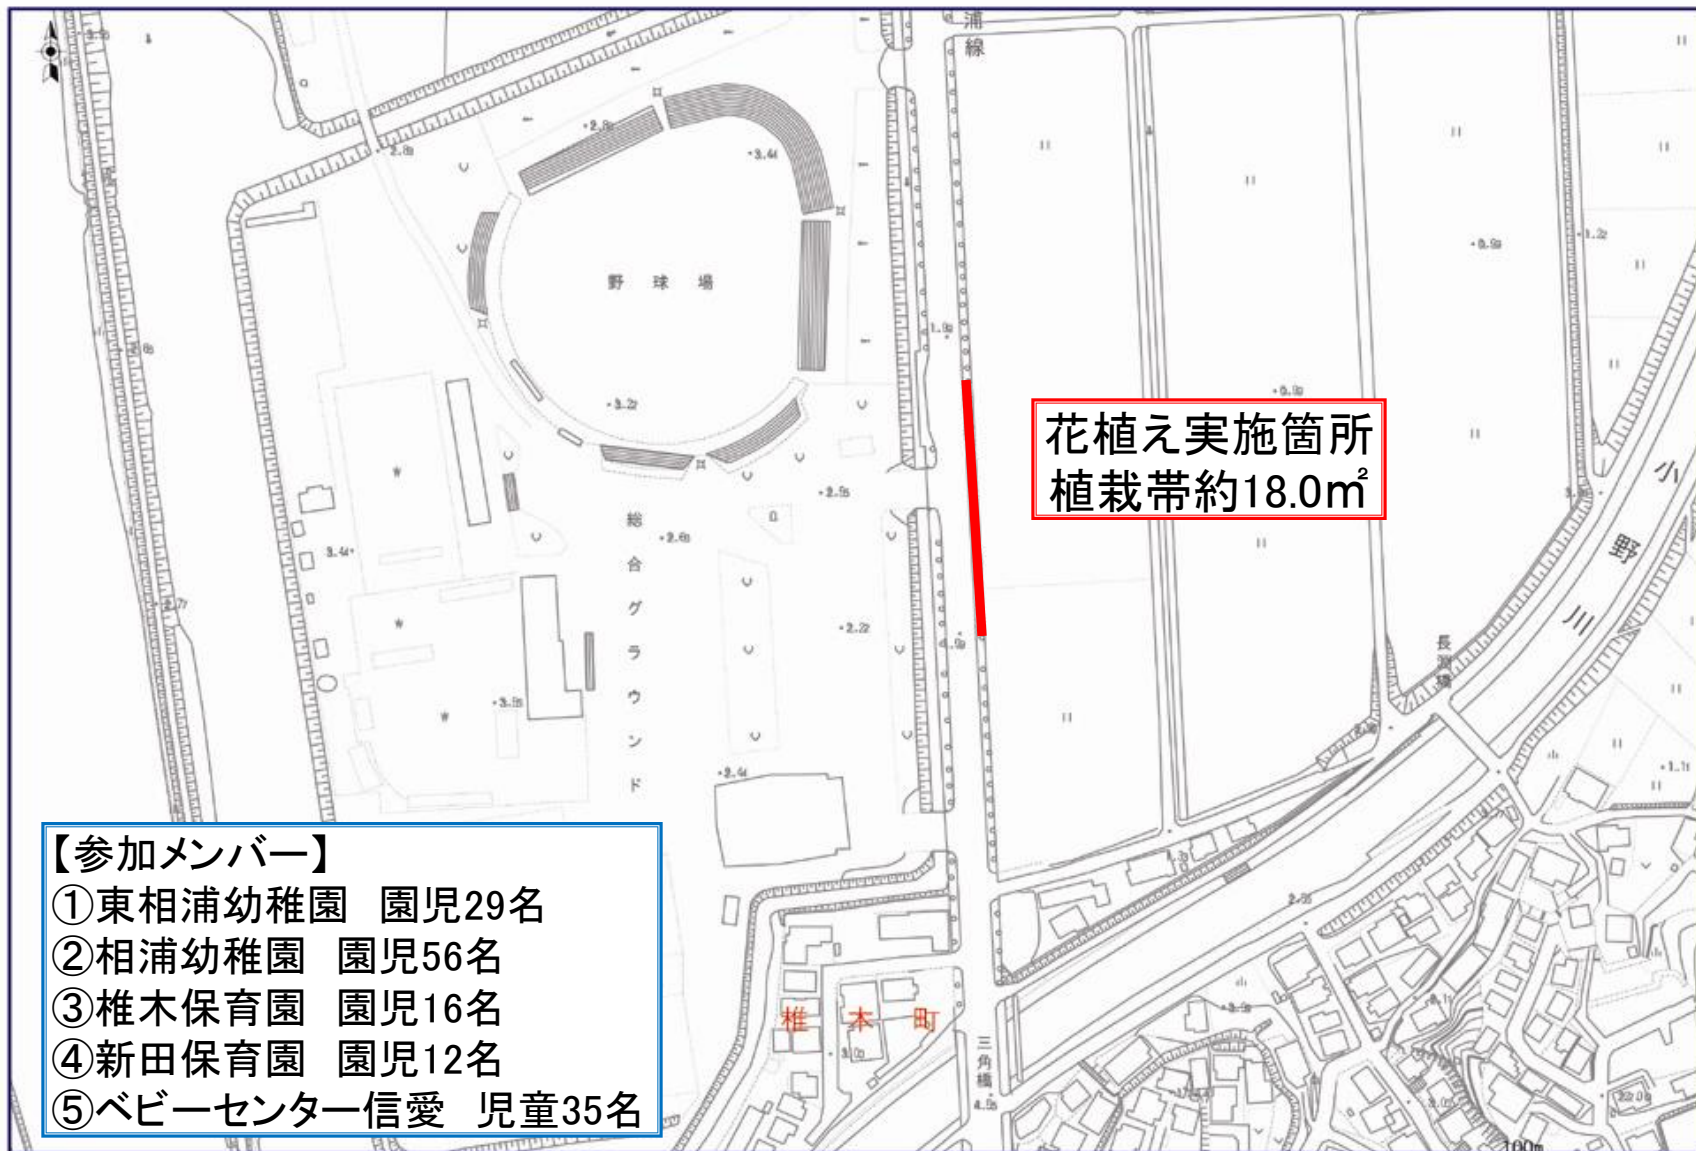 浦線
野球場
総合グラウンド
花植え実施箇所
植栽帯約18.0㎡
小野川
長淵橋
【参加メンバー】
①東相浦幼稚園 園児29名
②相浦幼稚園 園児56名
③椎木保育園 園児16名
④新田保育園 園児12名
⑤ベビーセンター信愛 児童35名
椎木町
三角橋
100m